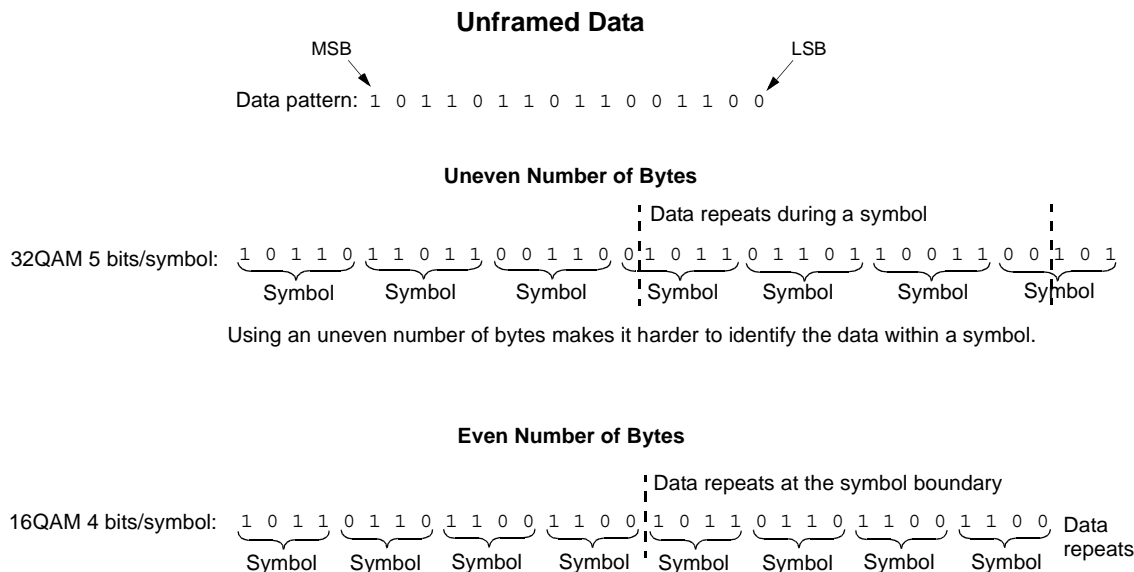 Unframed Data
MSB LSB
Data pattern: 1 0 1 1 0 1 1 0 1 1 0 0 1 1 0 0
Uneven Number of Bytes
Data repeats during a symbol
32QAM 5 bits/symbol: 1 0 1 1 0 1 1 0 1 1 0 0 1 1 0 0 1 0 1 1 0 1 1 0 1 1 0 0 1 1 0 0 1 0 1
Symbol Symbol Symbol Symbol Symbol Symbol Symbol
Using an uneven number of bytes makes it harder to identify the data within a symbol.
Even Number of Bytes
Data repeats at the symbol boundary
16QAM 4 bits/symbol: 1 0 1 1 0 1 1 0 1 1 0 0 1 1 0 0 1 0 1 1 0 1 1 0 1 1 0 0 1 1 0 0 Data
repeats
Symbol Symbol Symbol Symbol Symbol Symbol Symbol Symbol